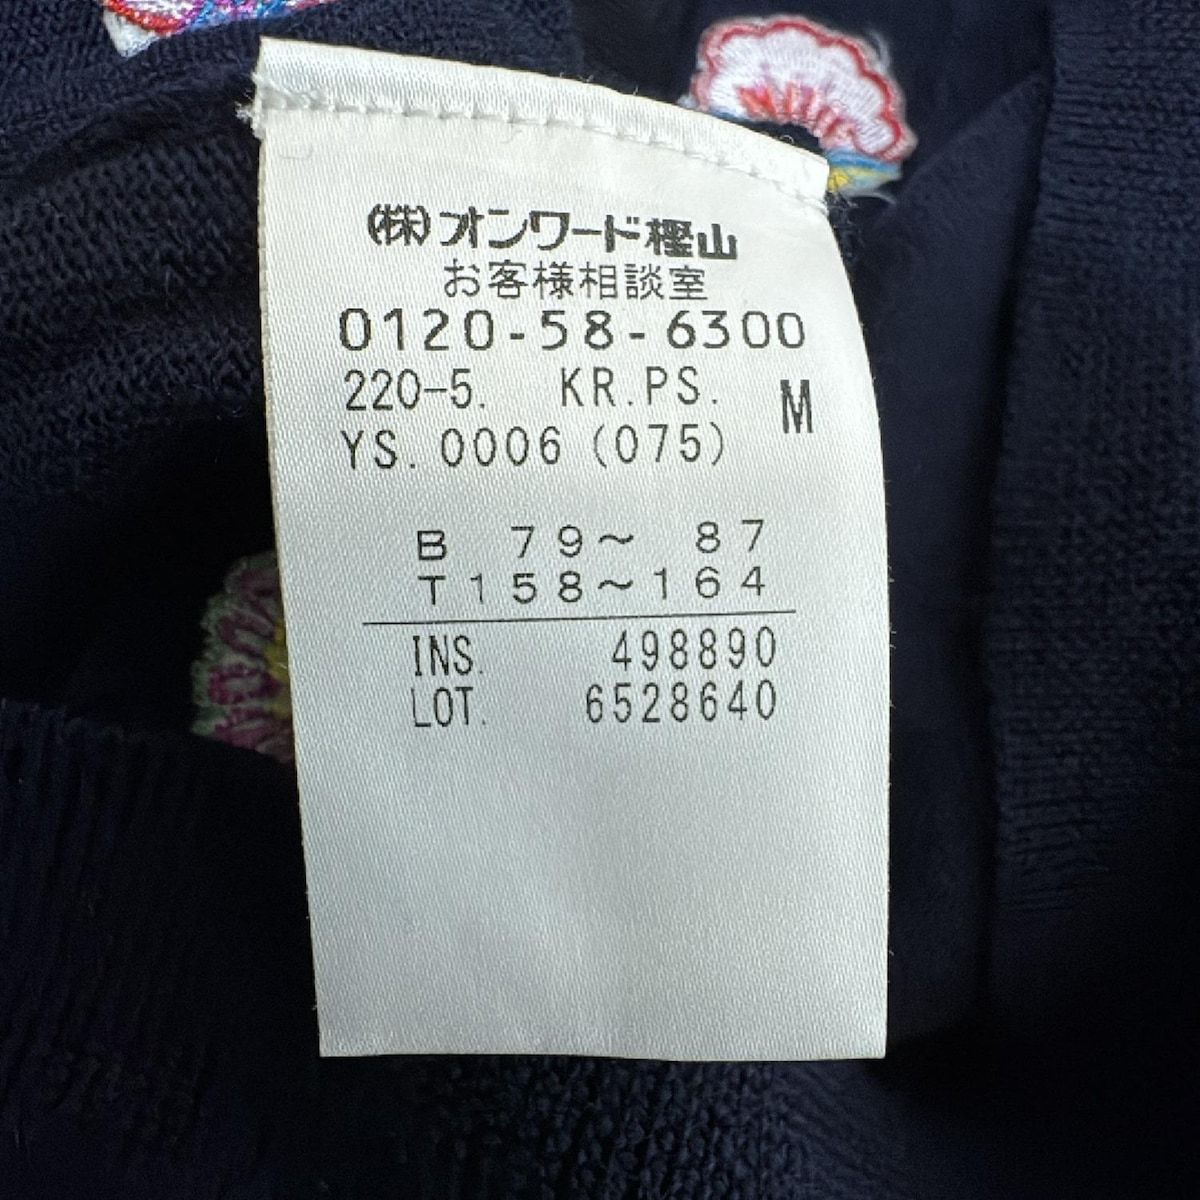 (株)オンワード樫山
お客様相談室
0120-58-6300
220-5. KR.PS. M
YS.0006(075)
B 79~ 87
T158~164
INS. 498890
LOT. 6528640